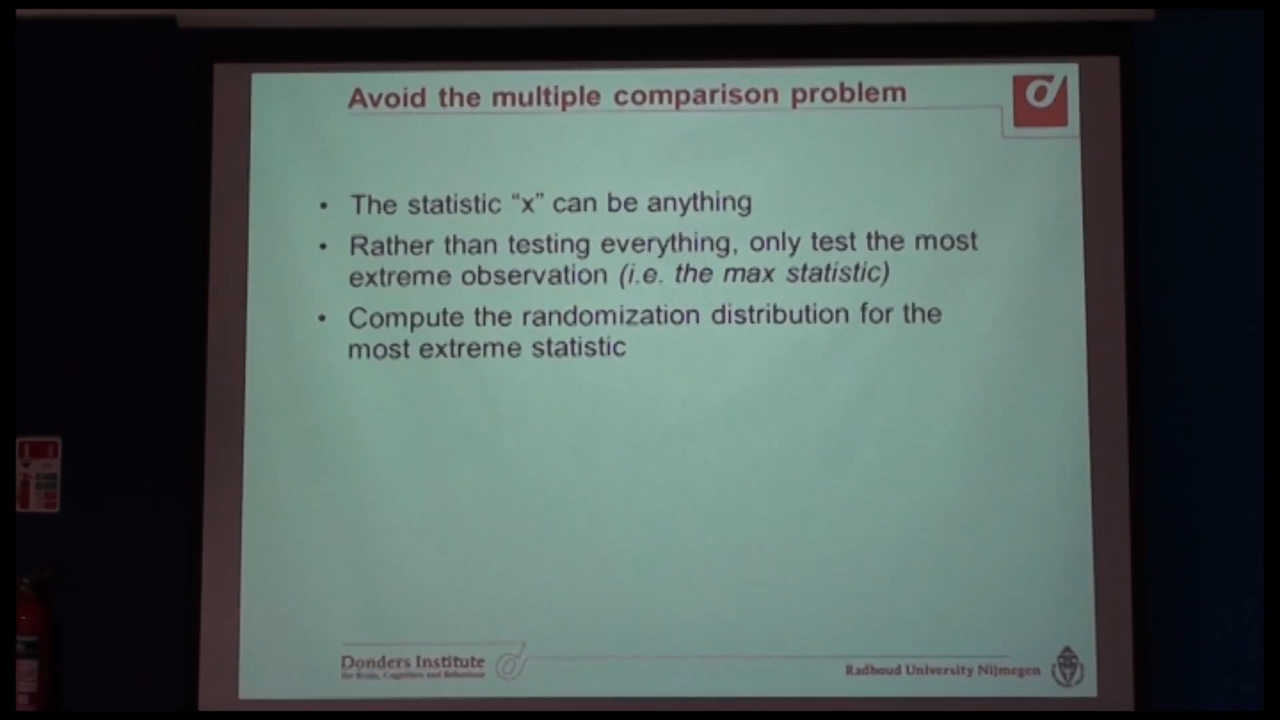 Avoid the multiple comparison problem
• The statistic “x” can be anything
• Rather than testing everything, only test the most
extreme observation (i.e. the max statistic)
• Compute the randomization distribution for the
most extreme statistic
Donders Institute
for Brain, Cognition and Behaviour
Radboud University Nijmegen